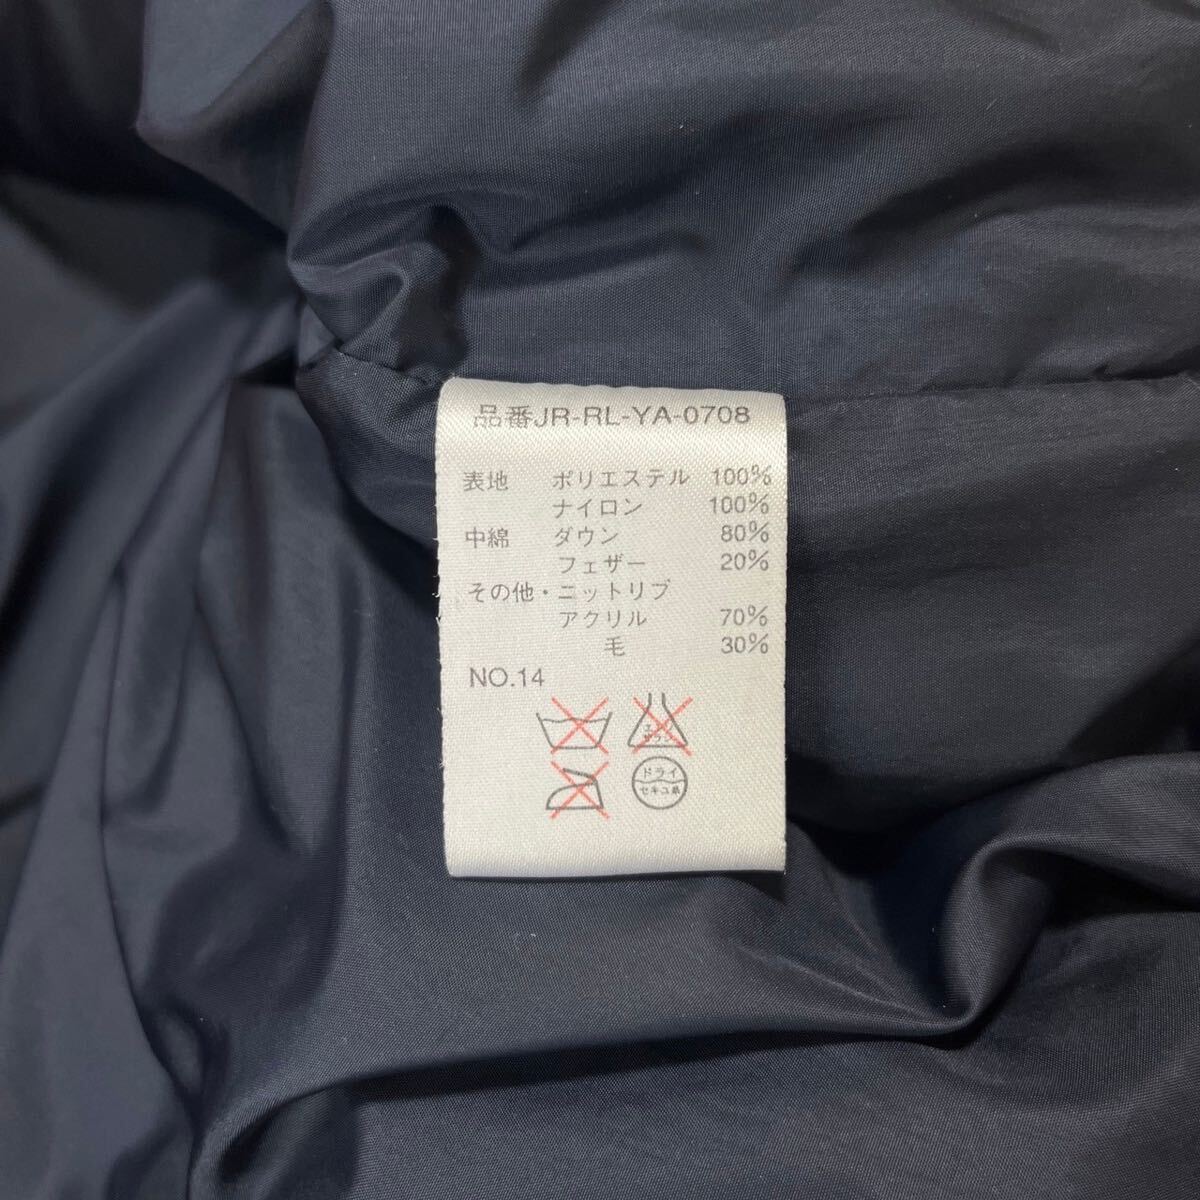 品番JR-RL-YA-0708
表地 ポリエステル 100%
ナイロン 100%
中綿 ダウン 80%
フェザー 20%
その他・ニットリブ
アクリル 70%
毛 30%
NO.14
ドライ
セキユ系